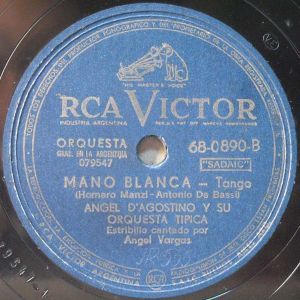 "HIS MASTER'S VOICE"
RCA VICTOR
INDUSTRIA ARGENTINA
ORQUESTA
GRAB. EN LA ARGENTINA
079547
68-0890-B
"SADAIC"
MANO BLANCA – Tango
(Homero Manzi-Antonio De Bassi)
ANGEL D'AGOSTINO Y SU
ORQUESTA TIPICA
Estribillo cantado por
Angel Vargas